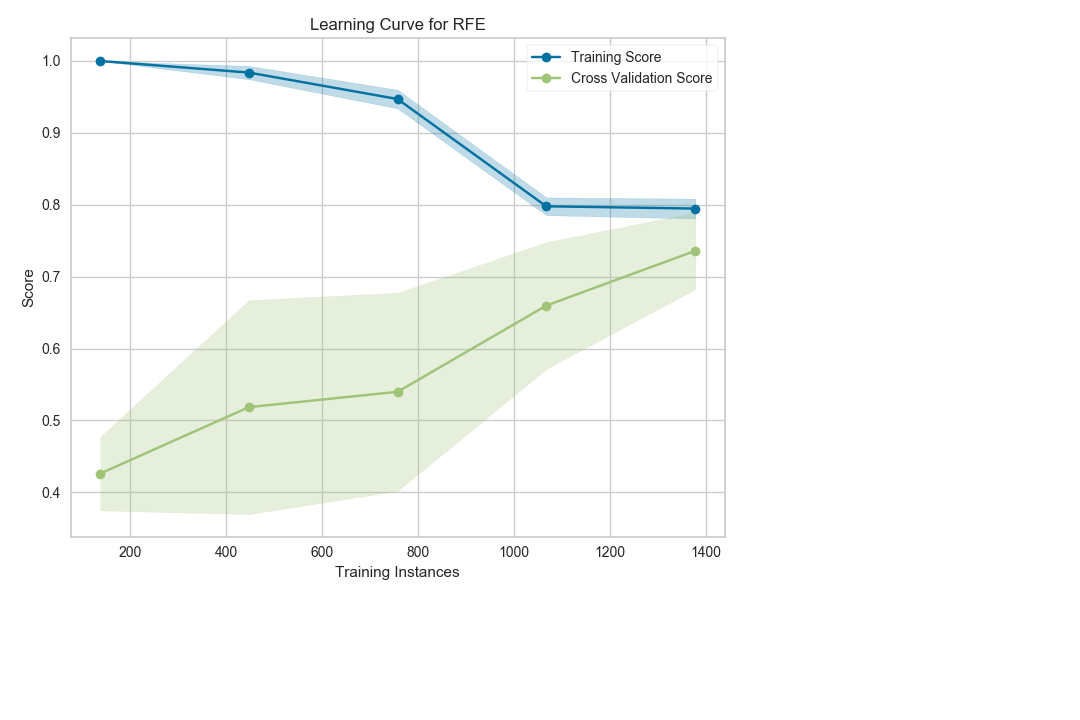 Learning Curve for RFE
Training Score
Cross Validation Score
1.0
0.9
0.8
0.7
0.6
0.5
0.4
Score
200 400 600 800 1000 1200 1400
Training Instances